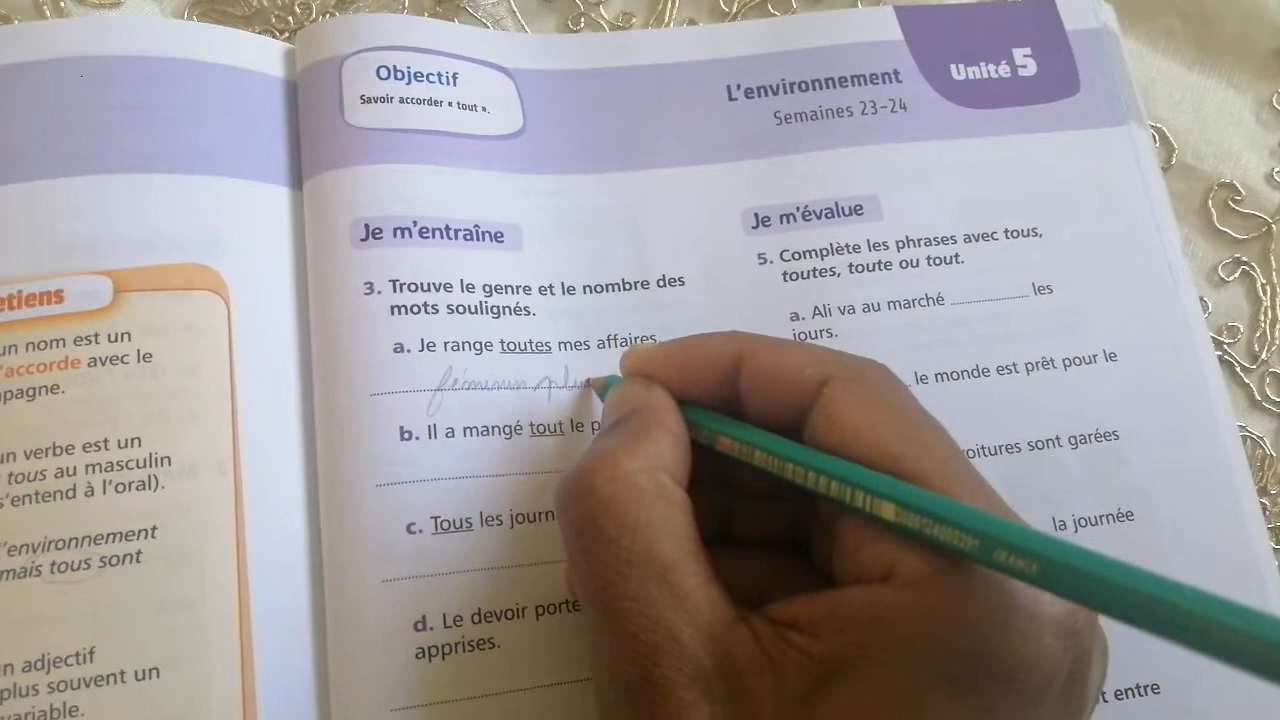 Objectif
Savoir accorder « tout ».
L'environnement
Semaines 23-24
Unité 5
etiens
un nom est un
'accorde avec le
pagne.
un verbe est un
tous au masculin
s'entend à l'oral).
'environnement
mais tous sont
n adjectif
plus souvent un
variable.
Je m'entraîne
3. Trouve le genre et le nombre des
mots soulignés.
a. Je range toutes mes affaires.
féminin plu
b. Il a mangé tout le p
c. Tous les journ
d. Le devoir porte
apprises.
Je m'évalue
5. Complète les phrases avec tous,
toutes, toute ou tout.
a. Ali va au marché les
jours.
le monde est prêt pour le
voitures sont garées
la journée
t entre